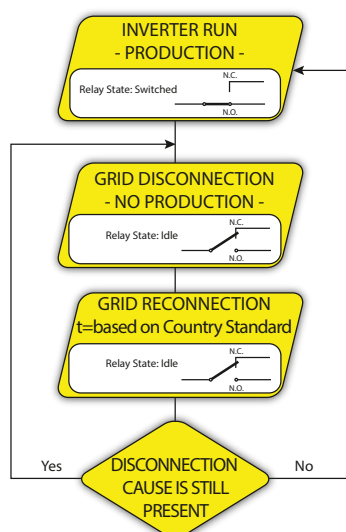 INVERTER RUN
- PRODUCTION -
N.C.
Relay State: Switched
N.O.
GRID DISCONNECTION
- NO PRODUCTION -
N.C.
Relay State: Idle
N.O.
GRID RECONNECTION
t=based on Country Standard
N.C.
Relay State: Idle
N.O.
Yes
DISCONNECTION
CAUSE IS STILL
PRESENT
No